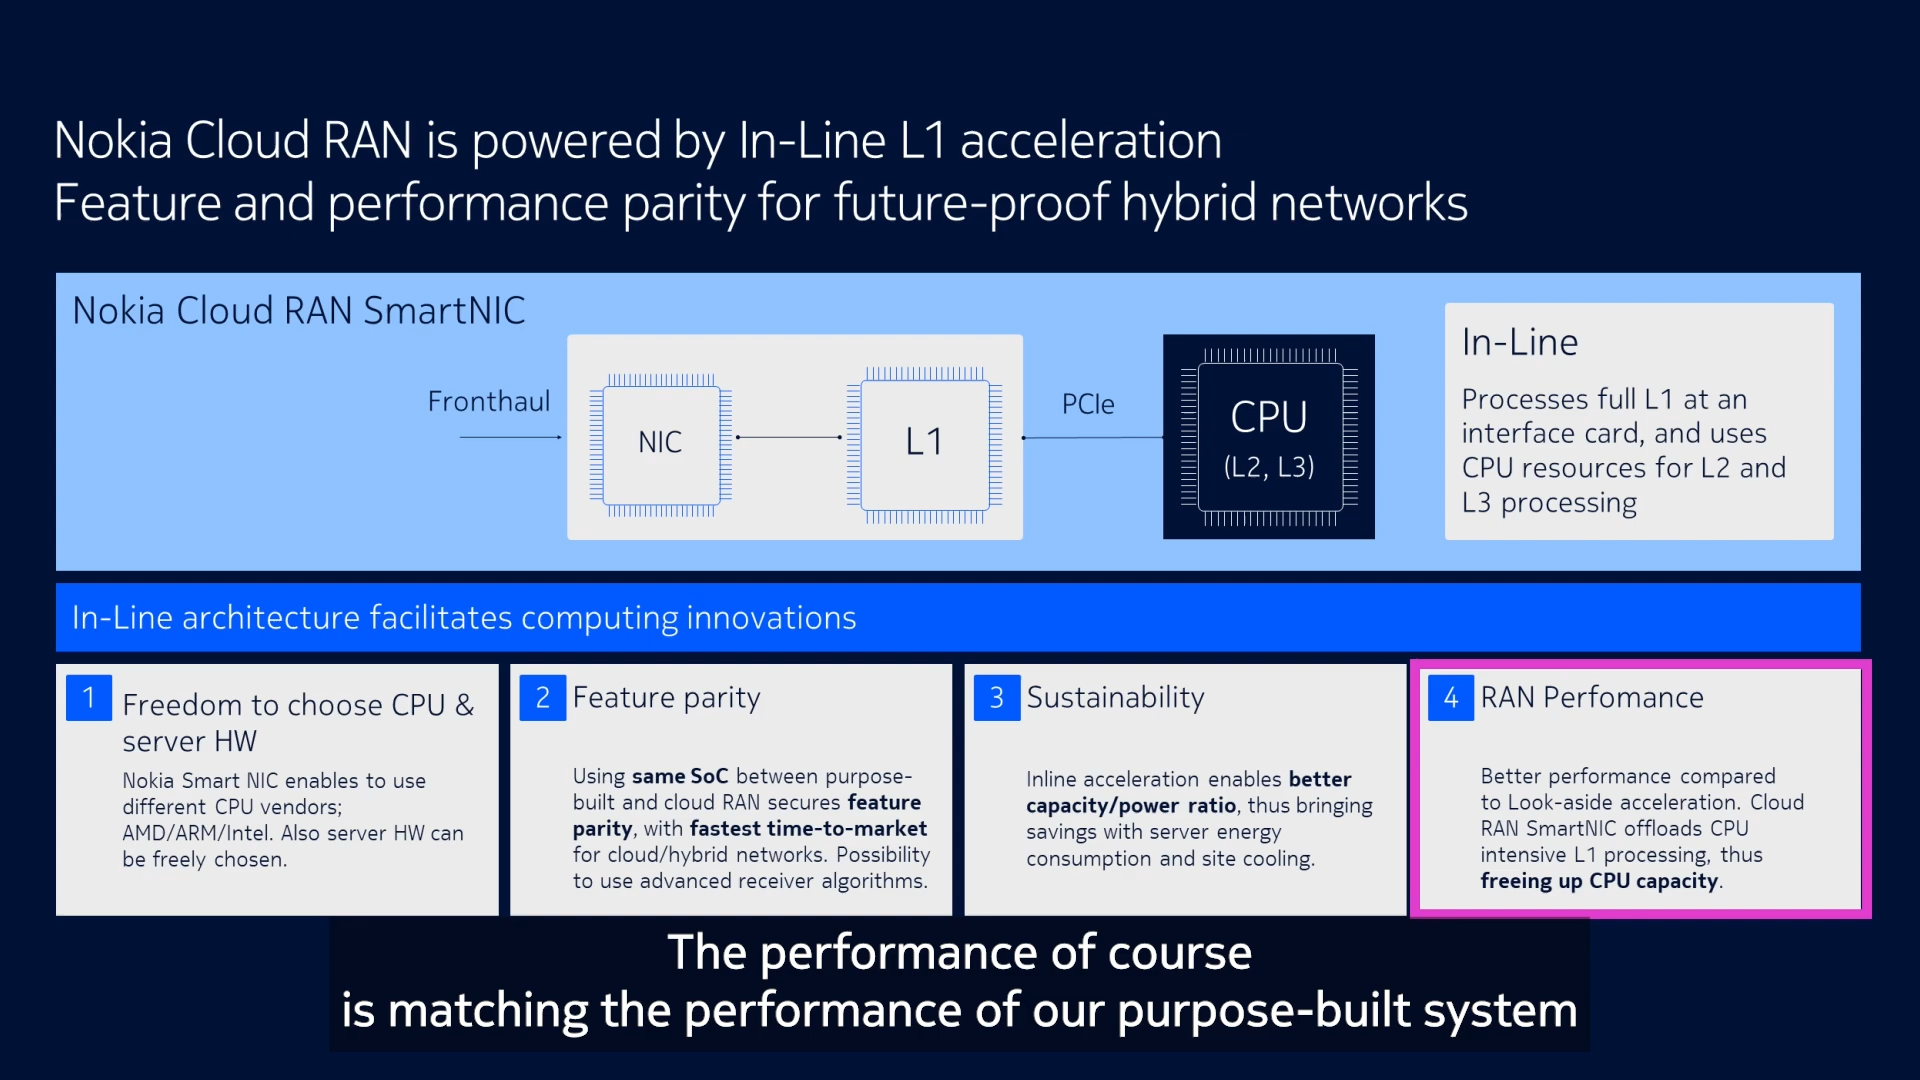 Nokia Cloud RAN is powered by In-Line L1 acceleration
Feature and performance parity for future-proof hybrid networks
Nokia Cloud RAN SmartNIC
Fronthaul
NIC
L1
PCIe
CPU
(L2, L3)
In-Line
Processes full L1 at an
interface card, and uses
CPU resources for L2 and
L3 processing
In-Line architecture facilitates computing innovations
1
Freedom to choose CPU &
server HW
Nokia Smart NIC enables to use
different CPU vendors;
AMD/ARM/Intel. Also server HW can
be freely chosen.
2
Feature parity
Using same SoC between purpose-
built and cloud RAN secures feature
parity, with fastest time-to-market
for cloud/hybrid networks. Possibility
to use advanced receiver algorithms.
3
Sustainability
Inline acceleration enables better
capacity/power ratio, thus bringing
savings with server energy
consumption and site cooling.
4
RAN Perfomance
Better performance compared
to Look-aside acceleration. Cloud
RAN SmartNIC offloads CPU
intensive L1 processing, thus
freeing up CPU capacity.
The performance of course
is matching the performance of our purpose-built system